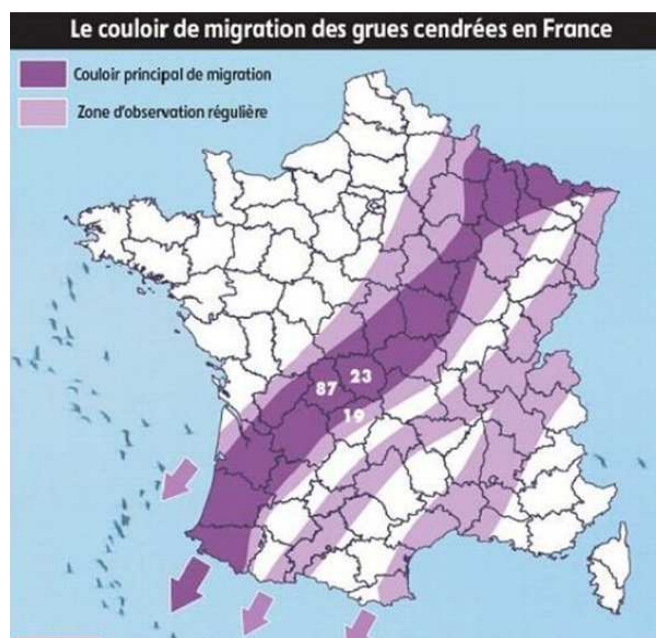 Le couloir de migration des grues cendrées en France
Couloir principal de migration
Zone d'observation régulière
87 23
19